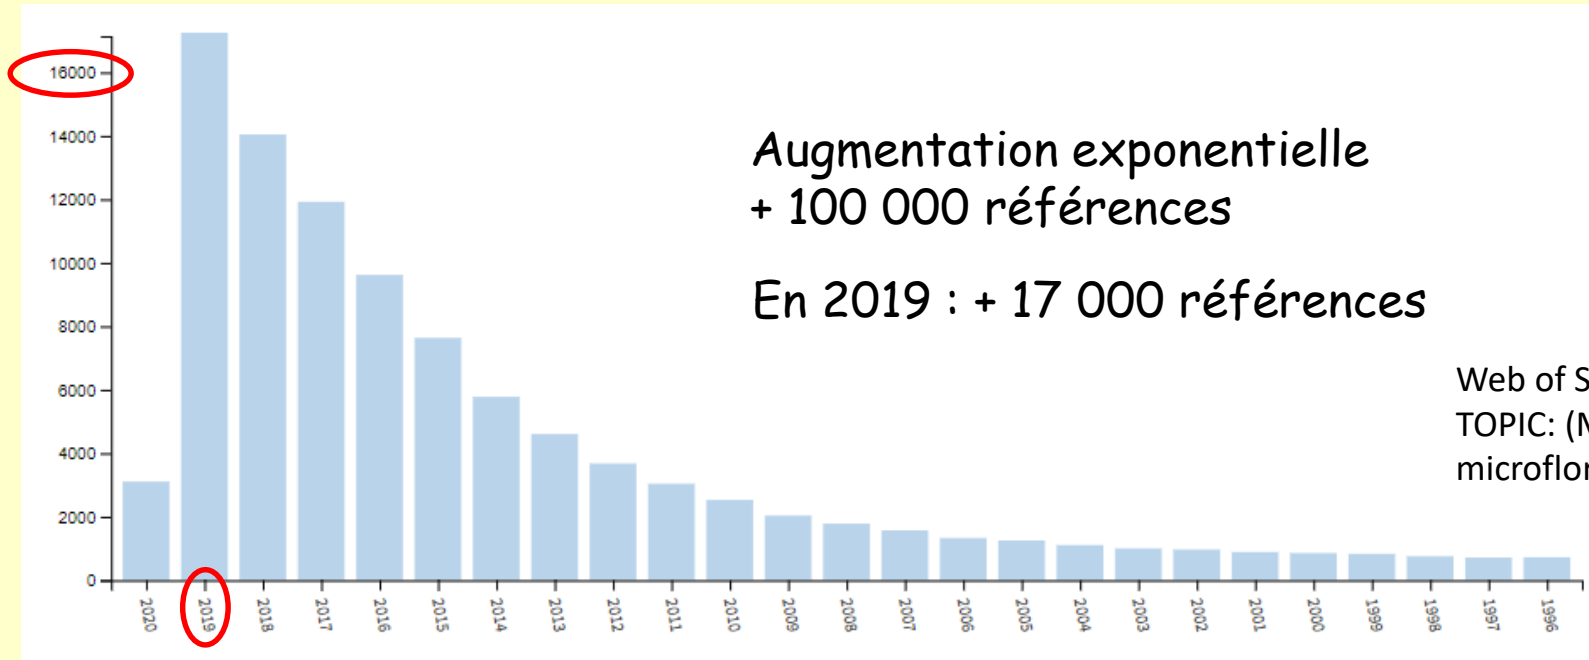 16000
14000
12000
10000
8000
6000
4000
2000
0
Augmentation exponentielle
+ 100 000 références
En 2019 : + 17 000 références
Web of S
TOPIC: (
microflor
2020 2019 2018 2017 2016 2015 2014 2013 2012 2011 2010 2009 2008 2007 2006 2005 2004 2003 2002 2001 2000 1999 1998 1997 1996